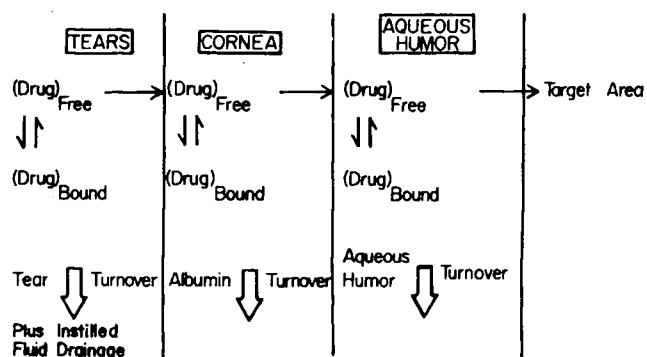 TEARS CORNEA AQUEOUS HUMOR
(Drug)Free (Drug)Free (Drug)Free Target Area
(Drug)Bound (Drug)Bound (Drug)Bound
Tear Turnover Albumin Turnover Aqueous Humor Turnover
Plus Instilled
Fluid Drainage